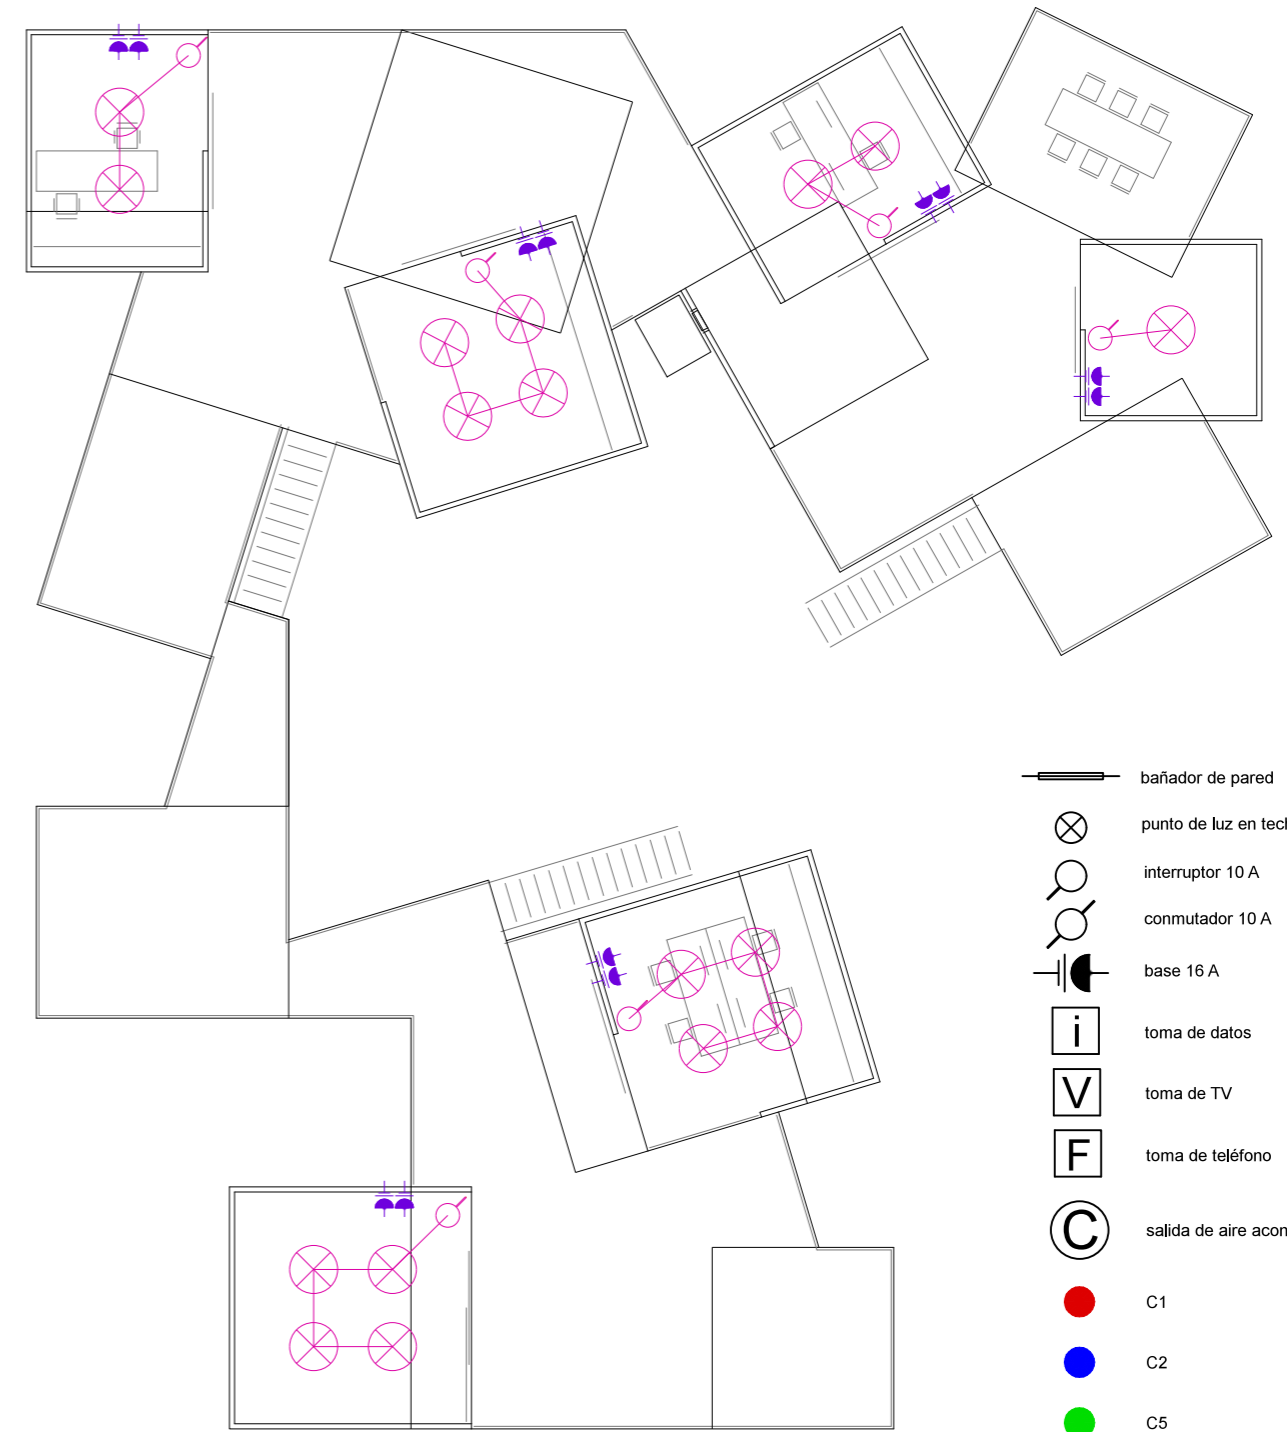 bañador de pared
punto de luz en tech
interruptor 10 A
conmutador 10 A
base 16 A
i
toma de datos
V
toma de TV
F
toma de teléfono
C
salida de aire acon
C1
C2
C5